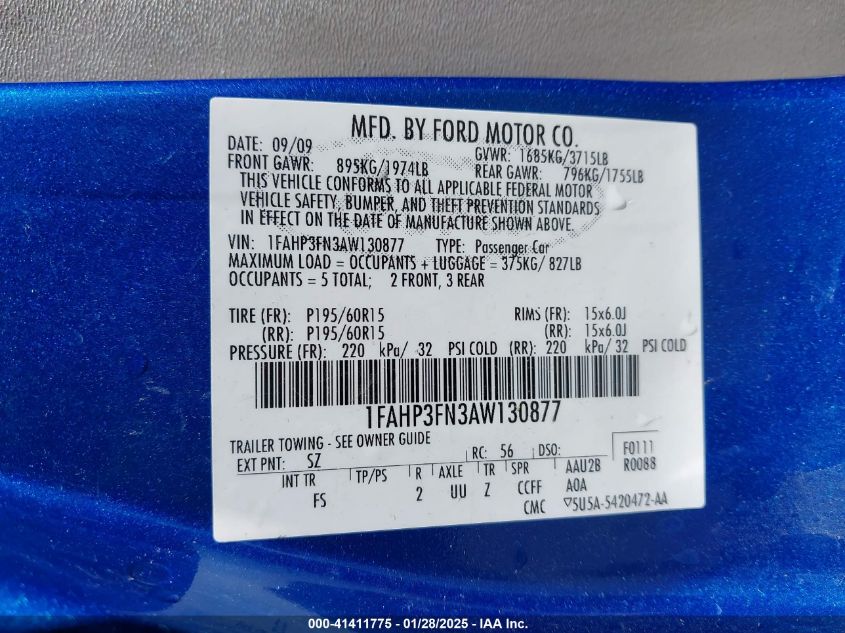 MFD. BY FORD MOTOR CO.
DATE: 09/09 GVWR: 1685KG/3715LB
FRONT GAWR: 895KG/1974LB REAR GAWR: 796KG/1755LB
THIS VEHICLE CONFORMS TO ALL APPLICABLE FEDERAL MOTOR
VEHICLE SAFETY, BUMPER, AND THEFT PREVENTION STANDARDS
IN EFFECT ON THE DATE OF MANUFACTURE SHOWN ABOVE.
VIN: 1FAHP3FN3AW130877 TYPE: Passenger Car
MAXIMUM LOAD = OCCUPANTS + LUGGAGE = 375KG/ 827LB
OCCUPANTS = 5 TOTAL; 2 FRONT, 3 REAR
TIRE (FR): P195/60R15 RIMS (FR): 15x6.0J
(RR): P195/60R15 (RR): 15x6.0J
PRESSURE (FR): 220 kPa/ 32 PSI COLD (RR): 220 kPa/ 32 PSI COLD
1FAHP3FN3AW130877
TRAILER TOWING - SEE OWNER GUIDE
EXT PNT: SZ RC: 56 DSO: F0111
R0088
INT TR TP/PS R AXLE TR SPR AAU2B
FS 2 UU Z CCFF AOA
CMC ▽5U5A-5420472-AA
000-41411775 - 01/28/2025 - IAA Inc.